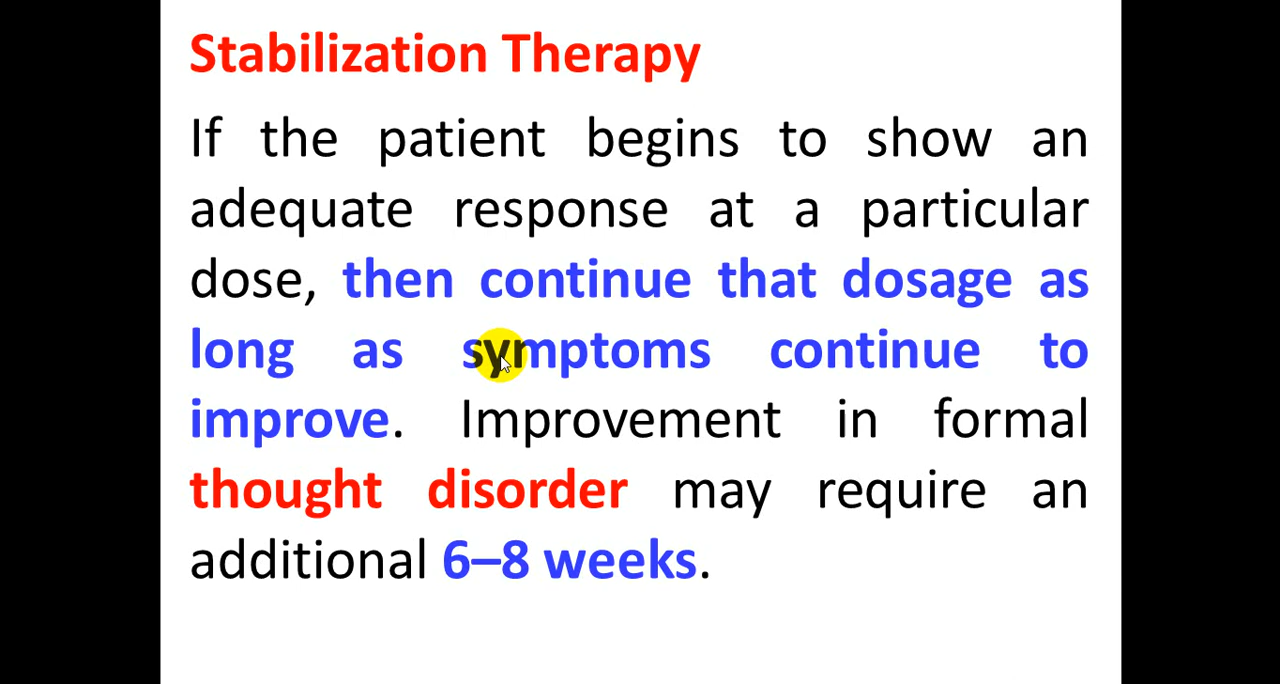 Stabilization Therapy
If the patient begins to show an
adequate response at a particular
dose, then continue that dosage as
long as symptoms continue to
improve. Improvement in formal
thought disorder may require an
additional 6–8 weeks.